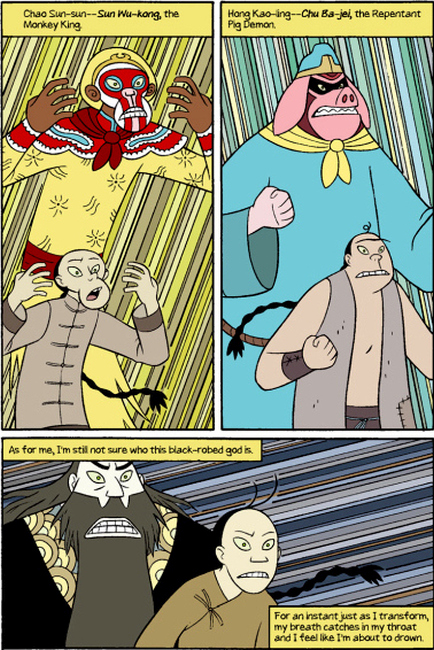 Chao Sun-sun--Sun Wu-kong, the
Monkey King.
Hong Kao-ling--Chu Ba-jei, the Repentant
Pig Demon.
As for me, I'm still not sure who this black-robed god is.
For an instant just as I transform,
my breath catches in my throat
and I feel like I'm about to drown.